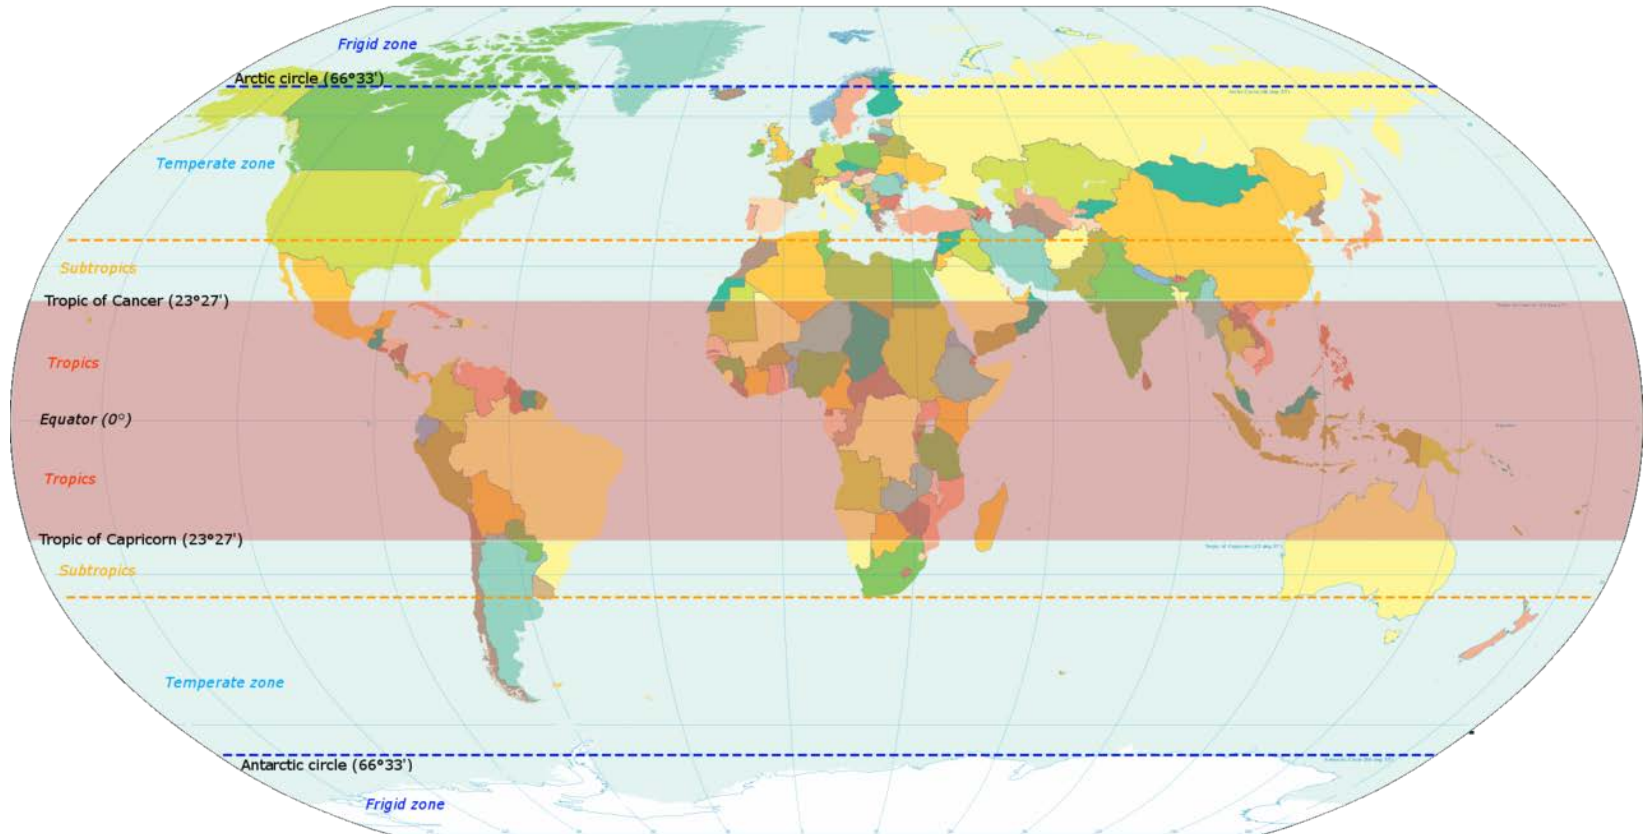 Frigid zone
Arctic circle (66°33')
Temperate zone
Subtropics
Tropic of Cancer (23°27')
Tropics
Equator (0°)
Tropics
Tropic of Capricorn (23°27')
Subtropics
Temperate zone
Antarctic circle (66°33')
Frigid zone